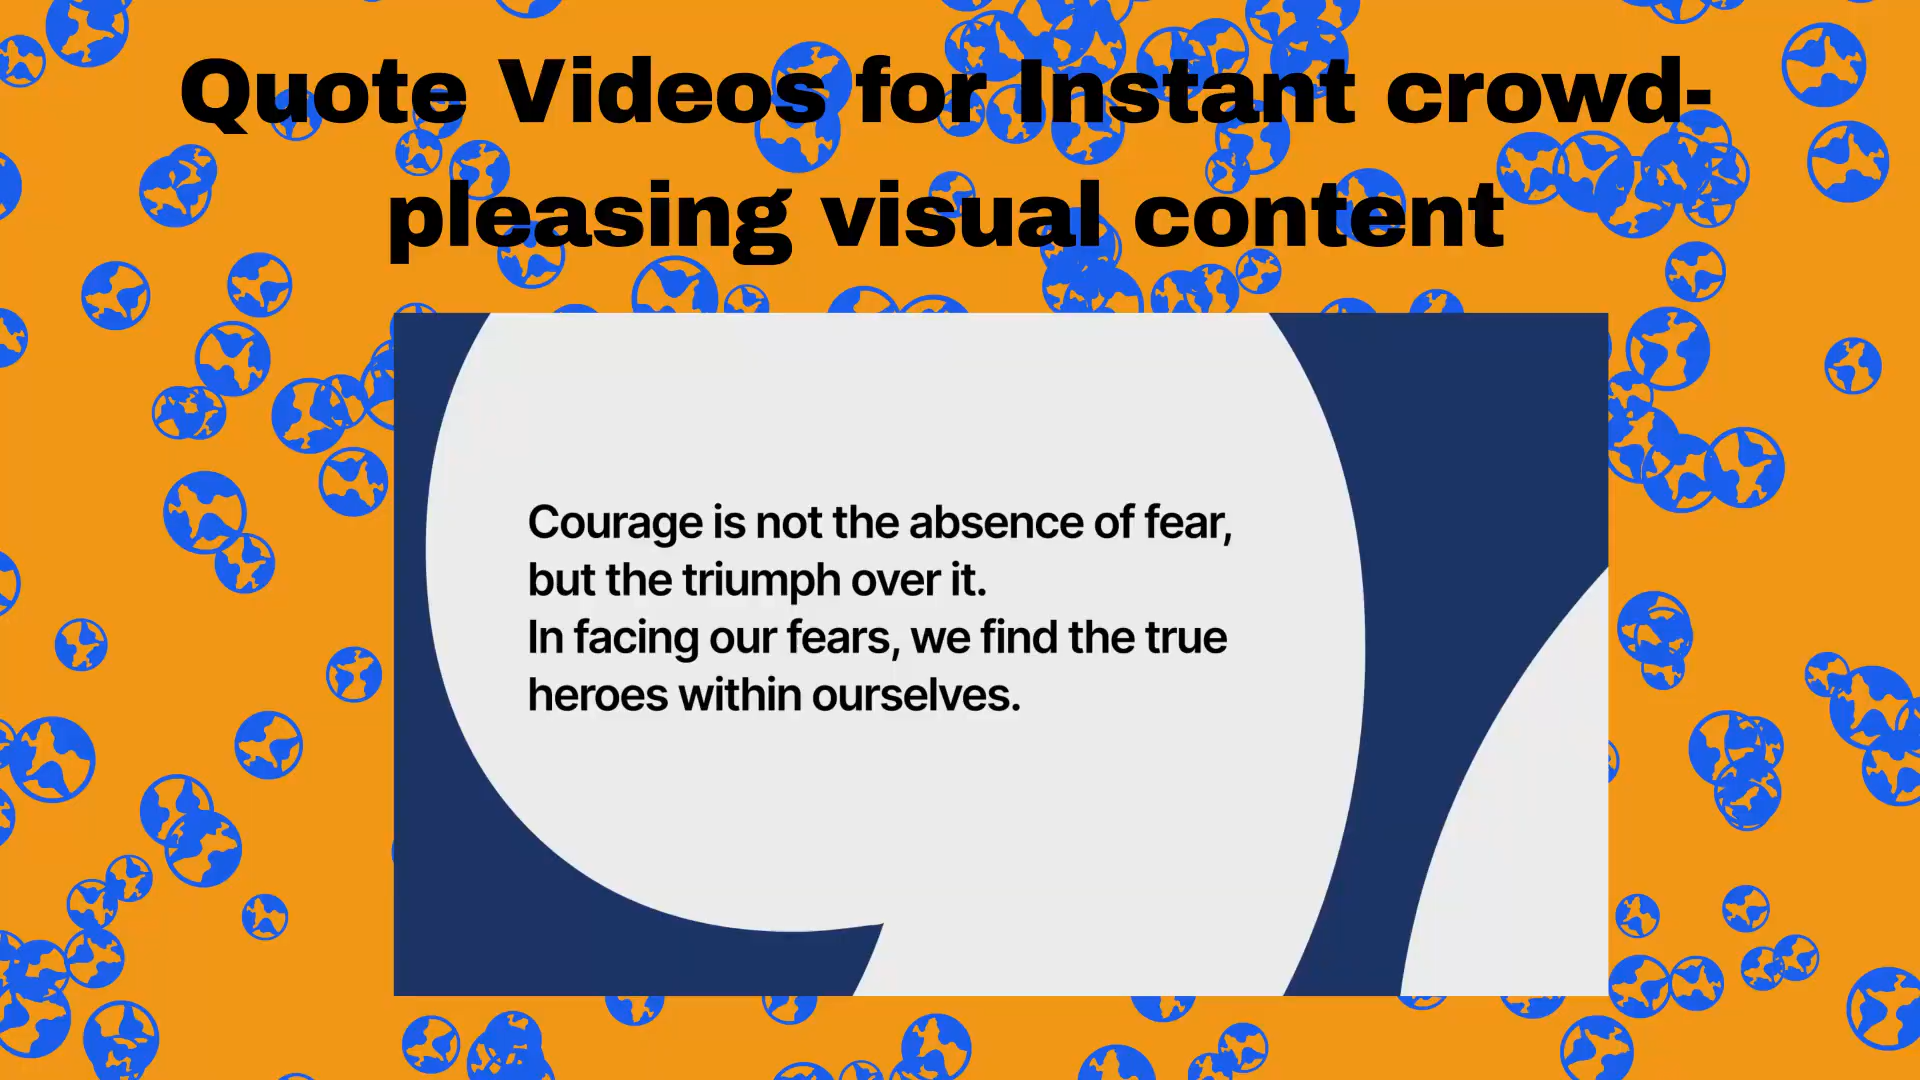 Quote Videos for Instant crowd-
pleasing visual content
Courage is not the absence of fear,
but the triumph over it.
In facing our fears, we find the true
heroes within ourselves.